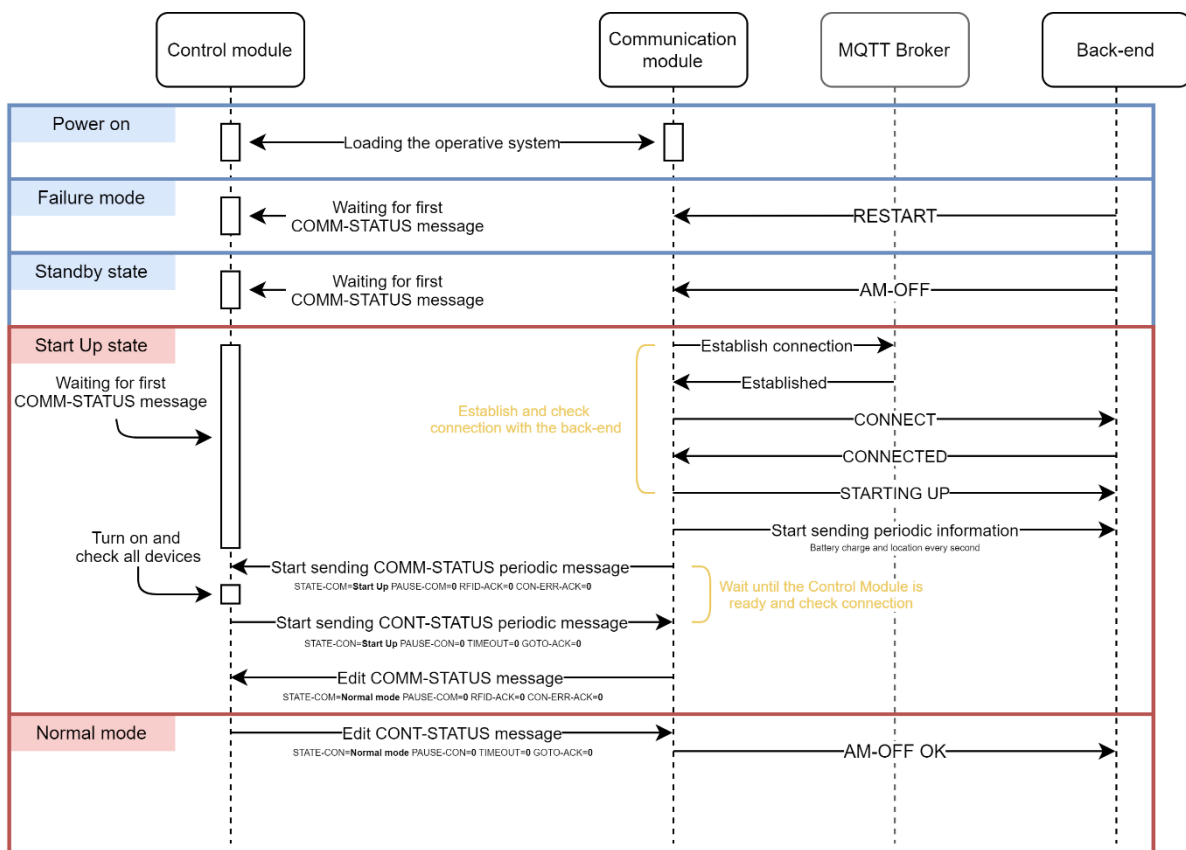 Control module
Communication
module
MQTT Broker
Back-end
Power on
Loading the operative system
Failure mode
Waiting for first
COMM-STATUS message
RESTART
Standby state
Waiting for first
COMM-STATUS message
AM-OFF
Start Up state
Establish connection
Waiting for first
COMM-STATUS message
Established
Establish and check
connection with the back-end
CONNECT
CONNECTED
STARTING UP
Start sending periodic information
Battery charge and location every second
Turn on and
check all devices
Start sending COMM-STATUS periodic message
STATE-COM=Start Up PAUSE-COM=0 RFID-ACK=0 CON-ERR-ACK=0
Wait until the Control Module is
ready and check connection
Start sending CONT-STATUS periodic message
STATE-CON=Start Up PAUSE-CON=0 TIMEOUT=0 GOTO-ACK=0
Edit COMM-STATUS message
STATE-COM=Normal mode PAUSE-COM=0 RFID-ACK=0 CON-ERR-ACK=0
Normal mode
Edit CONT-STATUS message
STATE-CON=Normal mode PAUSE-CON=0 TIMEOUT=0 GOTO-ACK=0
AM-OFF OK